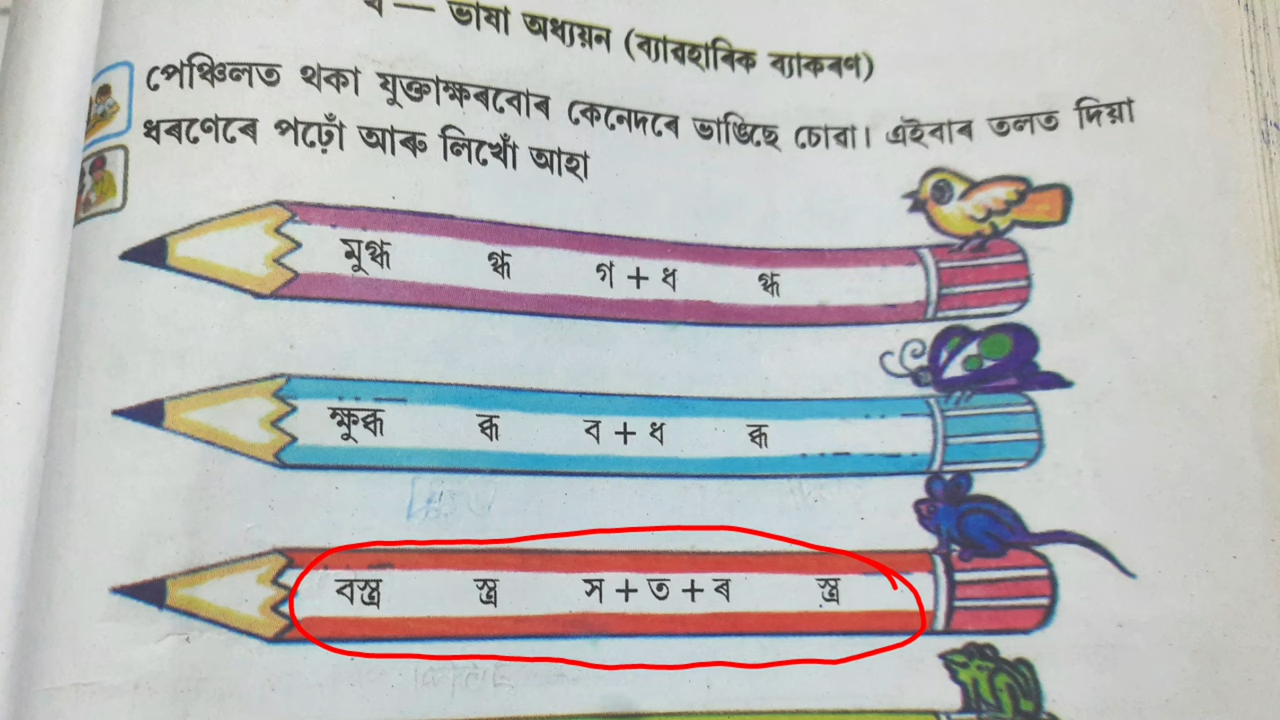 — ভাষা অধ্যয়ন (ব্যাৱহাৰিক ব্যাকৰণ)
পেঞ্চিলত থকা যুক্তাক্ষৰবোৰ কেনেদৰে ভাঙিছে চোৱা। এইবাৰ তলত দিয়া
ধৰণেৰে পঢ়োঁ আৰু লিখোঁ আহা
মুগ্ধ গ্ধ গ + ধ গ্ধ
ক্ষুব্ধ ব্ধ ব + ধ ব্ধ
বস্ত্ৰ স্ত্ৰ স + ত + ৰ স্ত্ৰ